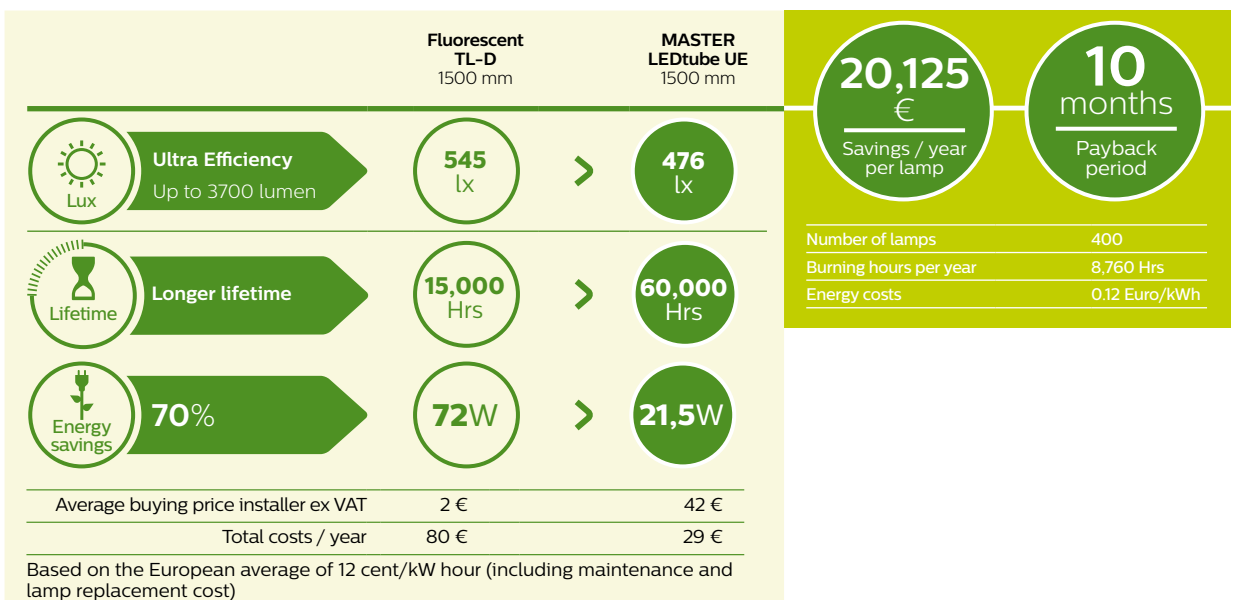 Fluorescent
TL-D
1500 mm
MASTER
LEDtube UE
1500 mm
Lux
Ultra Efficiency
Up to 3700 lumen
545
lx
>
476
lx
Lifetime
Longer lifetime
15,000
Hrs
>
60,000
Hrs
Energy
savings
70%
72W
>
21,5W
Average buying price installer ex VAT 2 € 42 €
Total costs / year 80 € 29 €
Based on the European average of 12 cent/kW hour (including maintenance and
lamp replacement cost)
20,125
€
Savings / year
per lamp
10
months
Payback
period
Number of lamps 400
Burning hours per year 8,760 Hrs
Energy costs 0.12 Euro/kWh